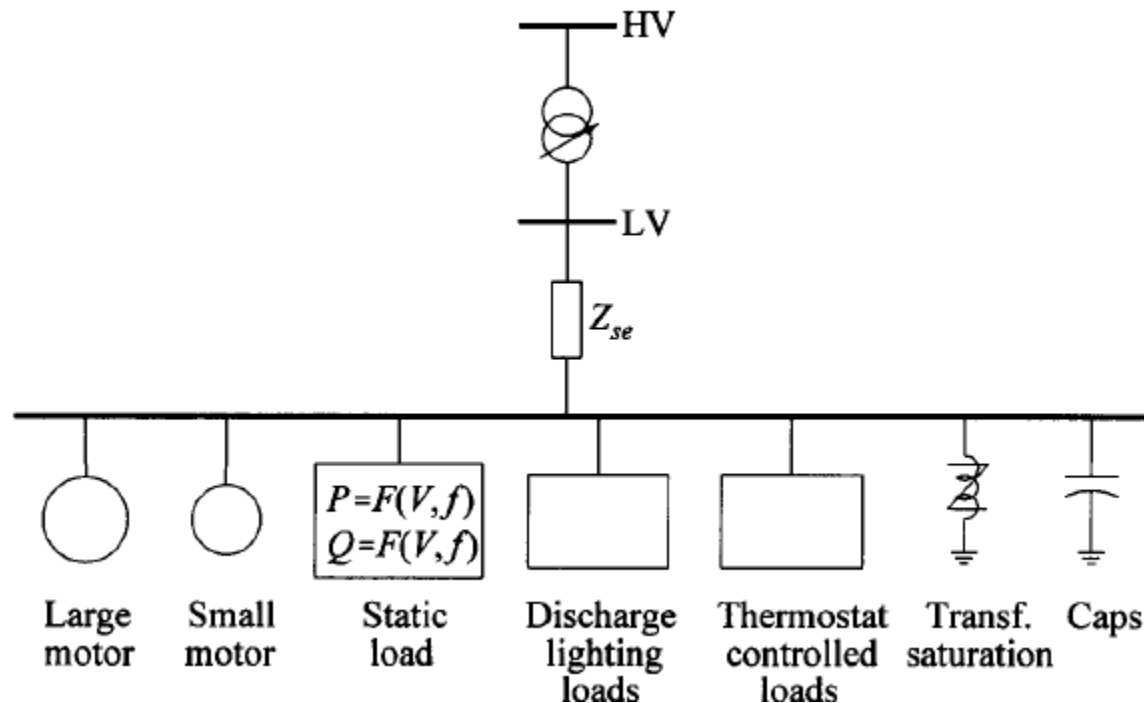 HV
LV
Z_se
P=F(V,f)
Q=F(V,f)
Large
motor
Small
motor
Static
load
Discharge
lighting
loads
Thermostat
controlled
loads
Transf.
saturation
Caps